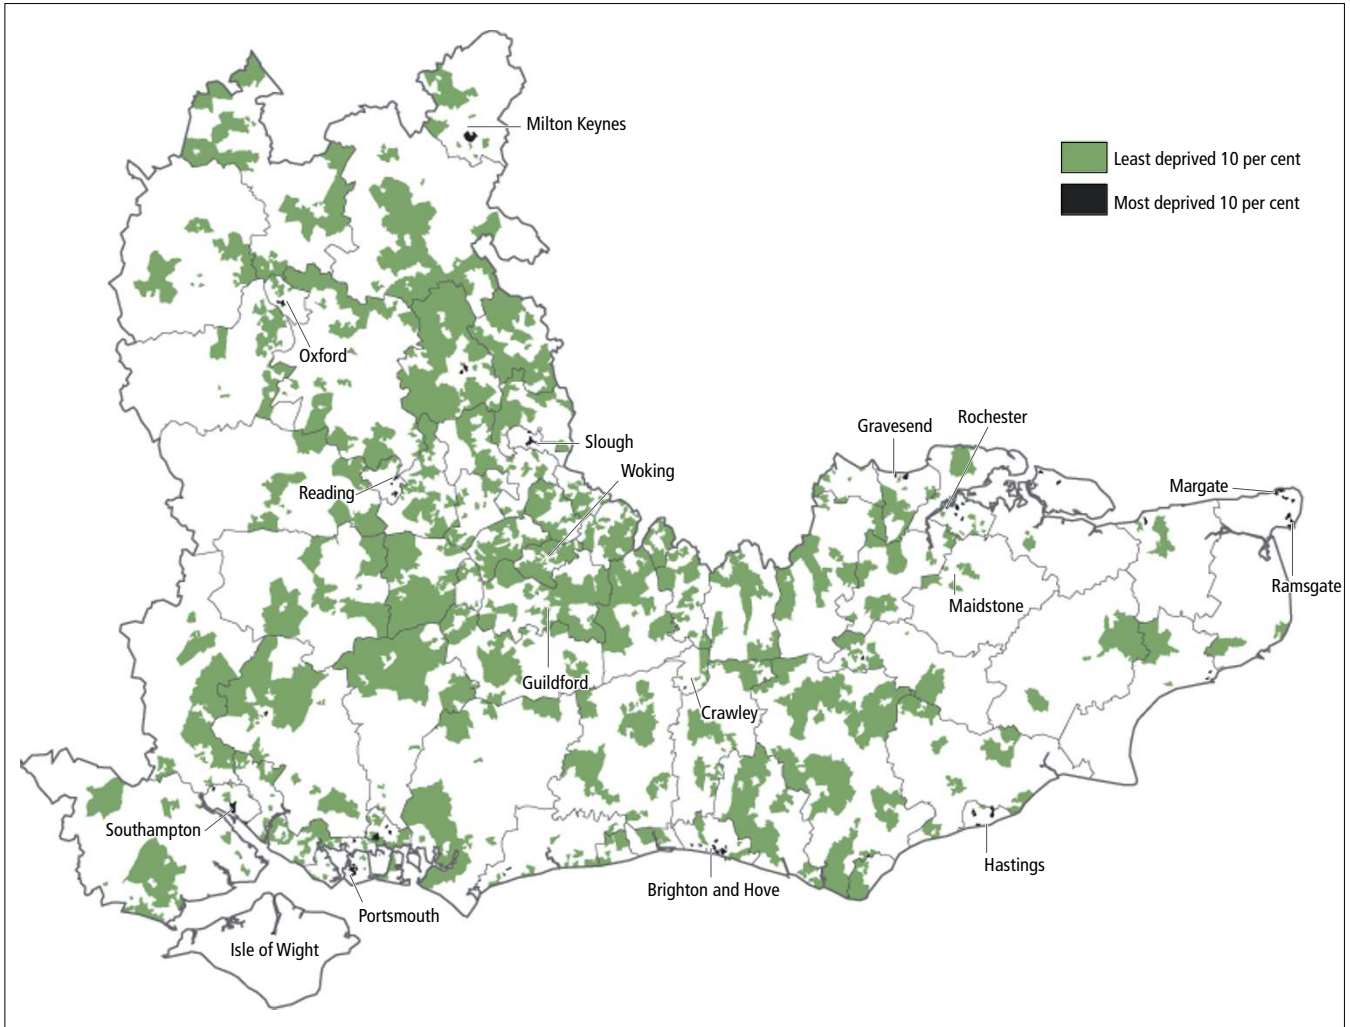 Milton Keynes
Least deprived 10 per cent
Most deprived 10 per cent
Oxford
Slough
Woking
Reading
Gravesend
Rochester
Margate
Ramsgate
Maidstone
Guildford
Crawley
Southampton
Portsmouth
Brighton and Hove
Hastings
Isle of Wight